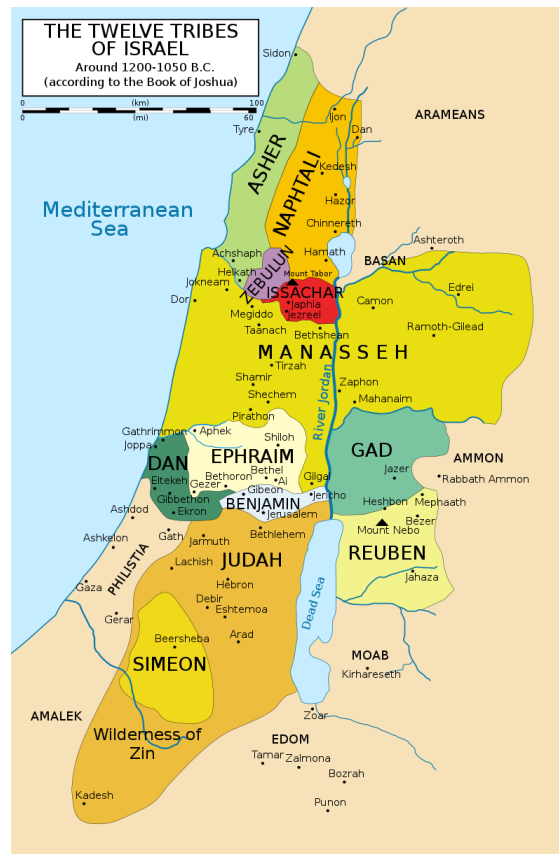 THE TWELVE TRIBES
OF ISRAEL
Around 1200-1050 B.C.
(according to the Book of Joshua)
0 (km) 100
0 (mi) 60
Sidon
ARAMEANS
Ijon
Tyre
Dan
ASHER
NAPHTALI
Kedesh
Hazor
Mediterranean
Sea
Chinnereth
Ashteroth
Achshaph
Hamath
BASAN
ZEBULUN
Mount Tabor
Helkath
Jokneam
ISSACHAR
Edrei
Dor
Japhia
Camon
Megiddo
Jezreel
Taanach
Bethshean
Ramoth-Gilead
MANASSEH
Tirzah
River Jordan
Shamir
Zaphon
Shechem
Mahanaim
Pirathon
Gathrimmon
Aphek
Joppa
Shiloh
EPHRAIM
GAD
DAN
AMMON
Bethel
Jazer
Eltekeh
Bethoron
Ai
Gilgal
Rabbath Ammon
Gezer
Gibeon
Gibbethon
Jericho
Mephaath
BENJAMIN
Heshbon
Ashdod
Ekron
Jerusalem
Bezer
Mount Nebo
Ashkelon
Gath
Jarmuth
Bethlehem
REUBEN
PHILISTIA
JUDAH
Lachish
Jahaza
Gaza
Hebron
Dead Sea
Debir
Gerar
Eshtemoa
Beersheba
Arad
SIMEON
MOAB
Kirhareseth
AMALEK
Zoar
Wilderness of
Zin
EDOM
Tamar
Zalmona
Bozrah
Kadesh
Punon